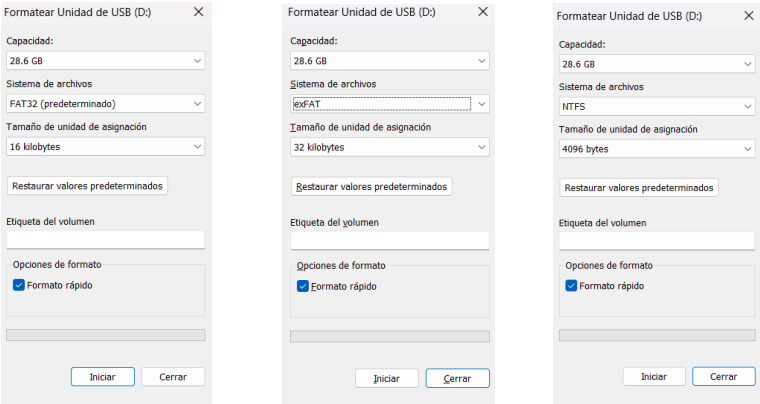 Formatear Unidad de USB (D:)
Capacidad:
28.6 GB
Sistema de archivos
FAT32 (predeterminado)
Tamaño de unidad de asignación
16 kilobytes
Restaurar valores predeterminados
Etiqueta del volumen
Opciones de formato
Formato rápido
Iniciar
Cerrar
Formatear Unidad de USB (D:)
Capacidad:
28.6 GB
Sistema de archivos
exFAT
Tamaño de unidad de asignación
32 kilobytes
Restaurar valores predeterminados
Etiqueta del volumen
Opciones de formato
Formato rápido
Iniciar
Cerrar
Formatear Unidad de USB (D:)
Capacidad:
28.6 GB
Sistema de archivos
NTFS
Tamaño de unidad de asignación
4096 bytes
Restaurar valores predeterminados
Etiqueta del volumen
Opciones de formato
Formato rápido
Iniciar
Cerrar